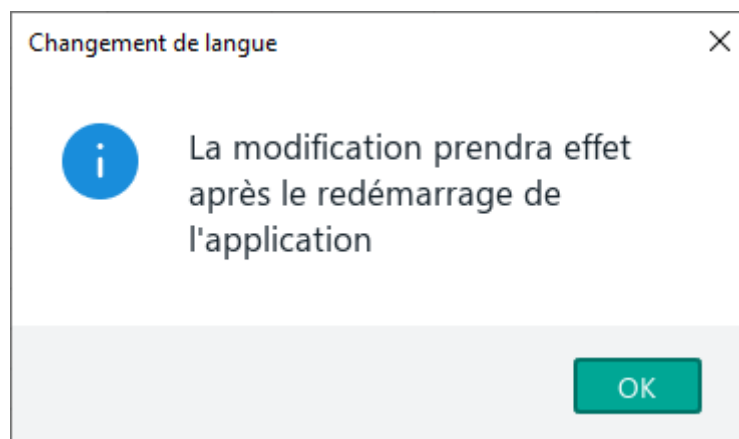 Changement de langue
La modification prendra effet
après le redémarrage de
l'application
OK